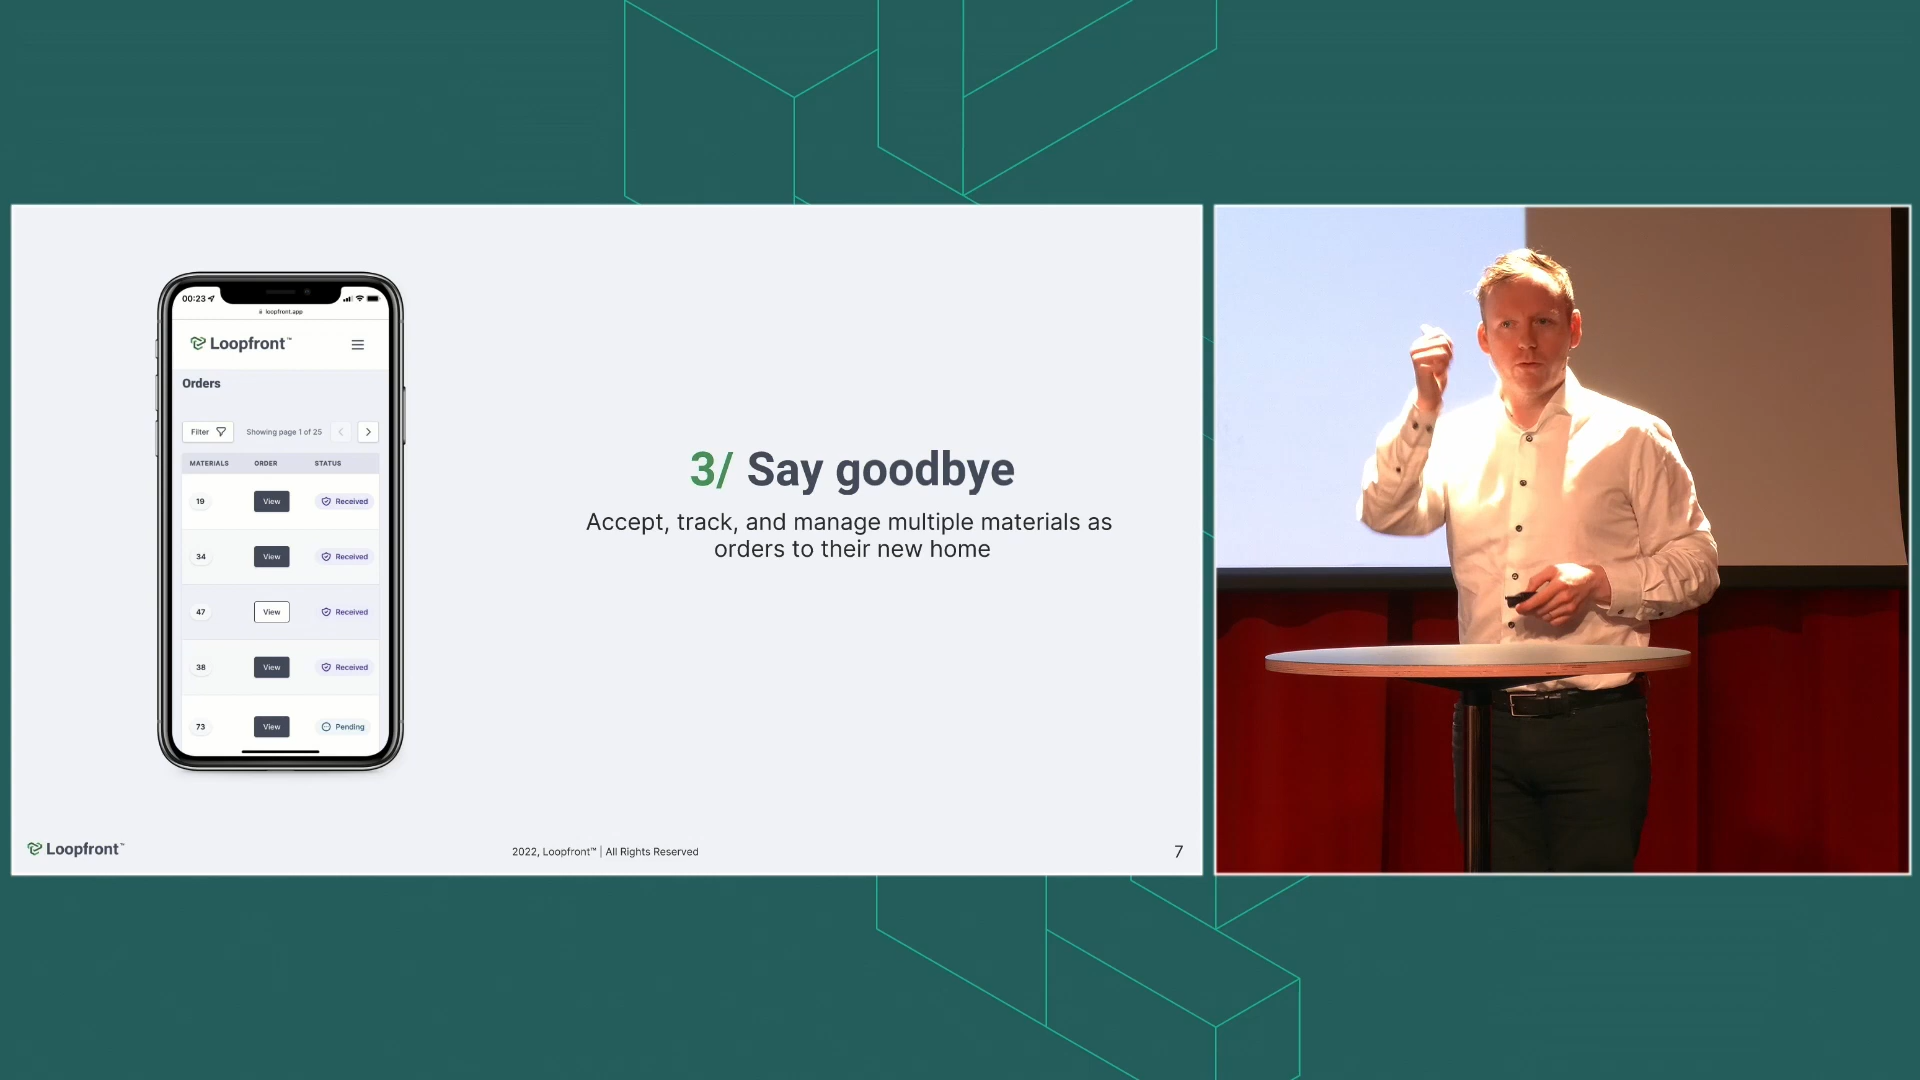 00:23
loopfront.app
Loopfront™
Orders
Filter
Showing page 1 of 25
MATERIALS ORDER STATUS
19 View Received
34 View Received
47 View Received
38 View Received
73 View Pending
3/ Say goodbye
Accept, track, and manage multiple materials as
orders to their new home
Loopfront™
2022, Loopfront™ | All Rights Reserved
7